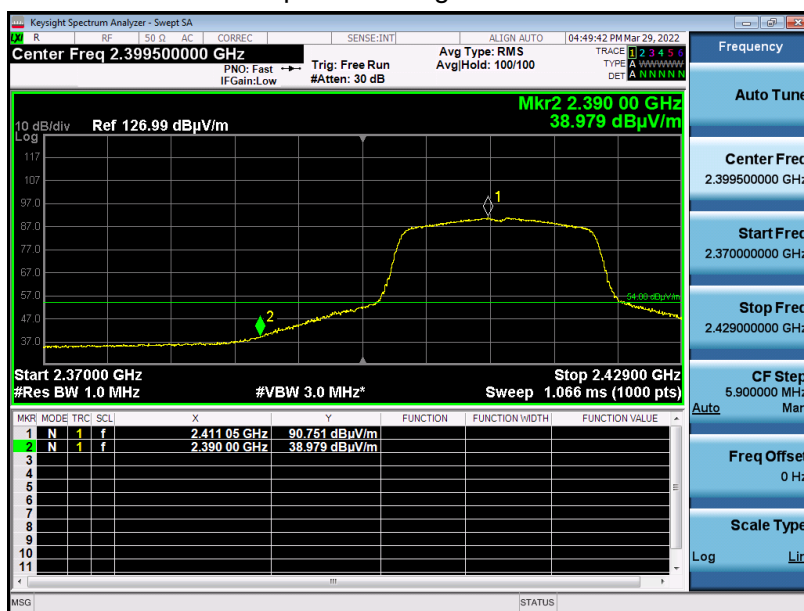 Keysight Spectrum Analyzer - Swept SA
LXI R RF 50 Ω AC CORREC SENSE:INT ALIGN AUTO 04:49:42 PM Mar 29, 2022
Center Freq 2.399500000 GHz
PNO: Fast
IFGain:Low
Trig: Free Run
#Atten: 30 dB
Avg Type: RMS
Avg|Hold: 100/100
TRACE 1 2 3 4 5 6
TYPE A WWWWW
DET A N N N N N
Mkr2 2.390 00 GHz
38.979 dBµV/m
10 dB/div Ref 126.99 dBµV/m
Log
117
107
97.0
87.0
77.0
67.0
57.0
47.0
37.0
1
2
54.00 dBµV/m
Start 2.37000 GHz Stop 2.42900 GHz
#Res BW 1.0 MHz #VBW 3.0 MHz* Sweep 1.066 ms (1000 pts)
MKR MODE TRC SCL X Y FUNCTION FUNCTION WIDTH FUNCTION VALUE
1 N 1 f 2.411 05 GHz 90.751 dBµV/m
2 N 1 f 2.390 00 GHz 38.979 dBµV/m
3
4
5
6
7
8
9
10
11
MSG STATUS
Frequency
Auto Tune
Center Freq
2.399500000 GHz
Start Freq
2.370000000 GHz
Stop Freq
2.429000000 GHz
CF Step
5.900000 MHz
Auto Man
Freq Offset
0 Hz
Scale Type
Log Lin